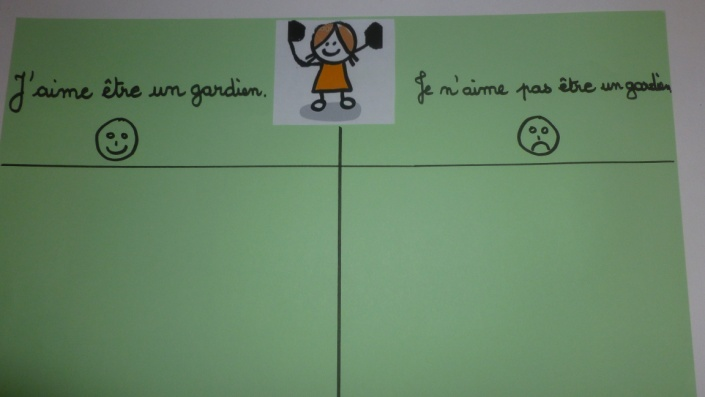 J'aime être un gardien.
Je n'aime pas être un gardien